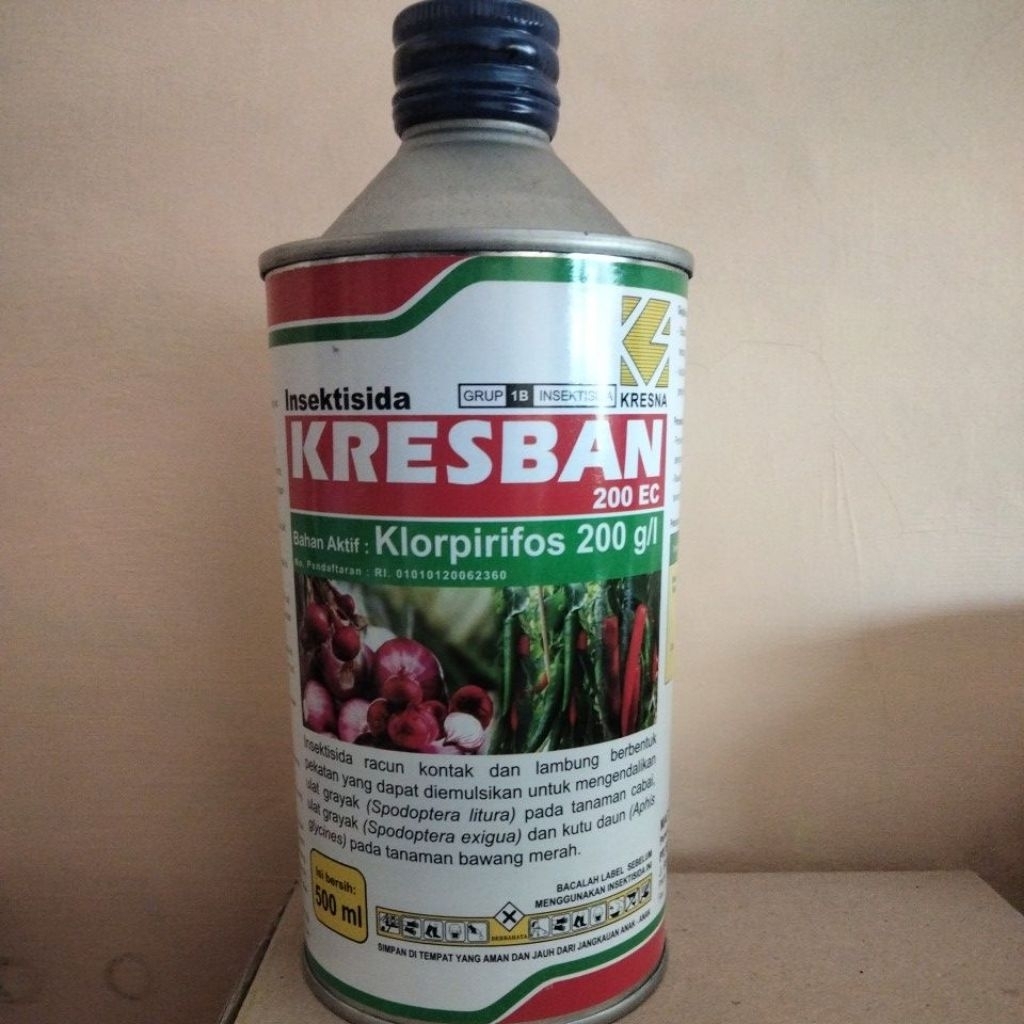 KRESNA
Insektisida
GRUP 1B INSEKTISIDA
KRESBAN
200 EC
Bahan Aktif : Klorpirifos 200 g/l
No. Pendaftaran : RI. 01010120062360
Insektisida racun kontak dan lambung berbentuk
pekatan yang dapat diemulsikan untuk mengendalikan
ulat grayak (Spodoptera litura) pada tanaman cabai,
ulat grayak (Spodoptera exigua) dan kutu daun (Aphis
glycines) pada tanaman bawang merah.
Isi bersih:
500 ml
BACALAH LABEL SEBELUM
MENGGUNAKAN INSEKTISIDA INI
BERBAHAYA
SIMPAN DI TEMPAT YANG AMAN DAN JAUH DARI JANGKAUAN ANAK - ANAK